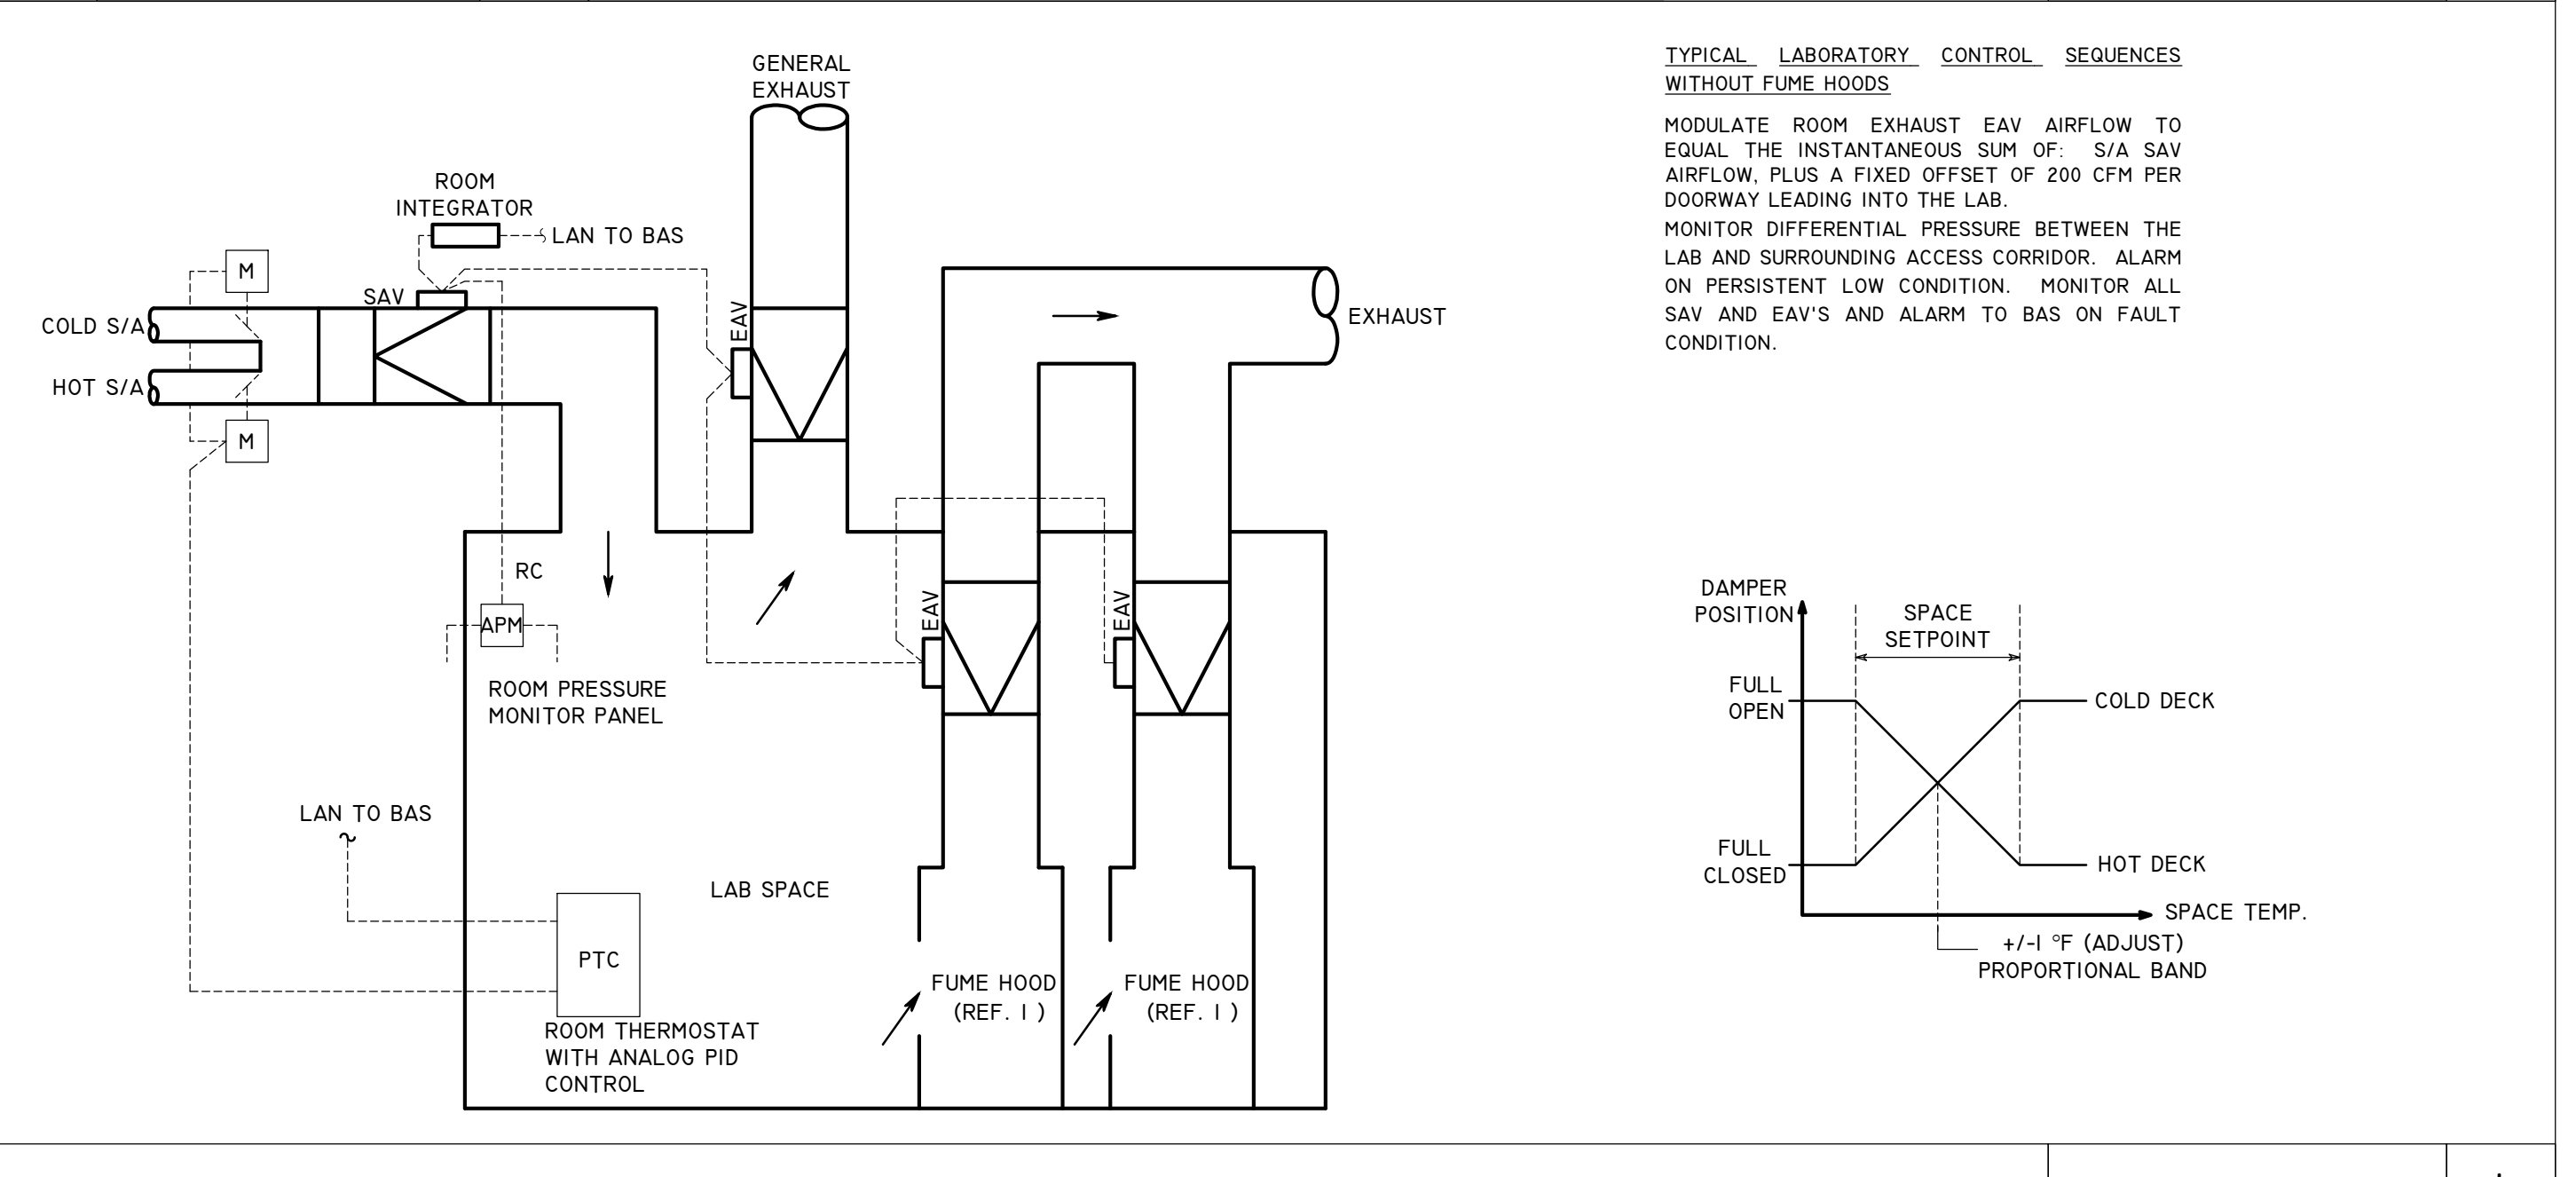 GENERAL
EXHAUST
ROOM
INTEGRATOR
LAN TO BAS
M
SAV
COLD S/A
HOT S/A
M
EAV
EXHAUST
RC
APM
EAV
EAV
ROOM PRESSURE
MONITOR PANEL
LAN TO BAS
LAB SPACE
PTC
FUME HOOD
(REF. 1)
FUME HOOD
(REF. 1)
ROOM THERMOSTAT
WITH ANALOG PID
CONTROL
TYPICAL LABORATORY CONTROL SEQUENCES
WITHOUT FUME HOODS
MODULATE ROOM EXHAUST EAV AIRFLOW TO
EQUAL THE INSTANTANEOUS SUM OF: S/A SAV
AIRFLOW, PLUS A FIXED OFFSET OF 200 CFM PER
DOORWAY LEADING INTO THE LAB.
MONITOR DIFFERENTIAL PRESSURE BETWEEN THE
LAB AND SURROUNDING ACCESS CORRIDOR. ALARM
ON PERSISTENT LOW CONDITION. MONITOR ALL
SAV AND EAV'S AND ALARM TO BAS ON FAULT
CONDITION.
DAMPER
POSITION
SPACE
SETPOINT
FULL
OPEN
COLD DECK
FULL
CLOSED
HOT DECK
SPACE TEMP.
+/-1 °F (ADJUST)
PROPORTIONAL BAND